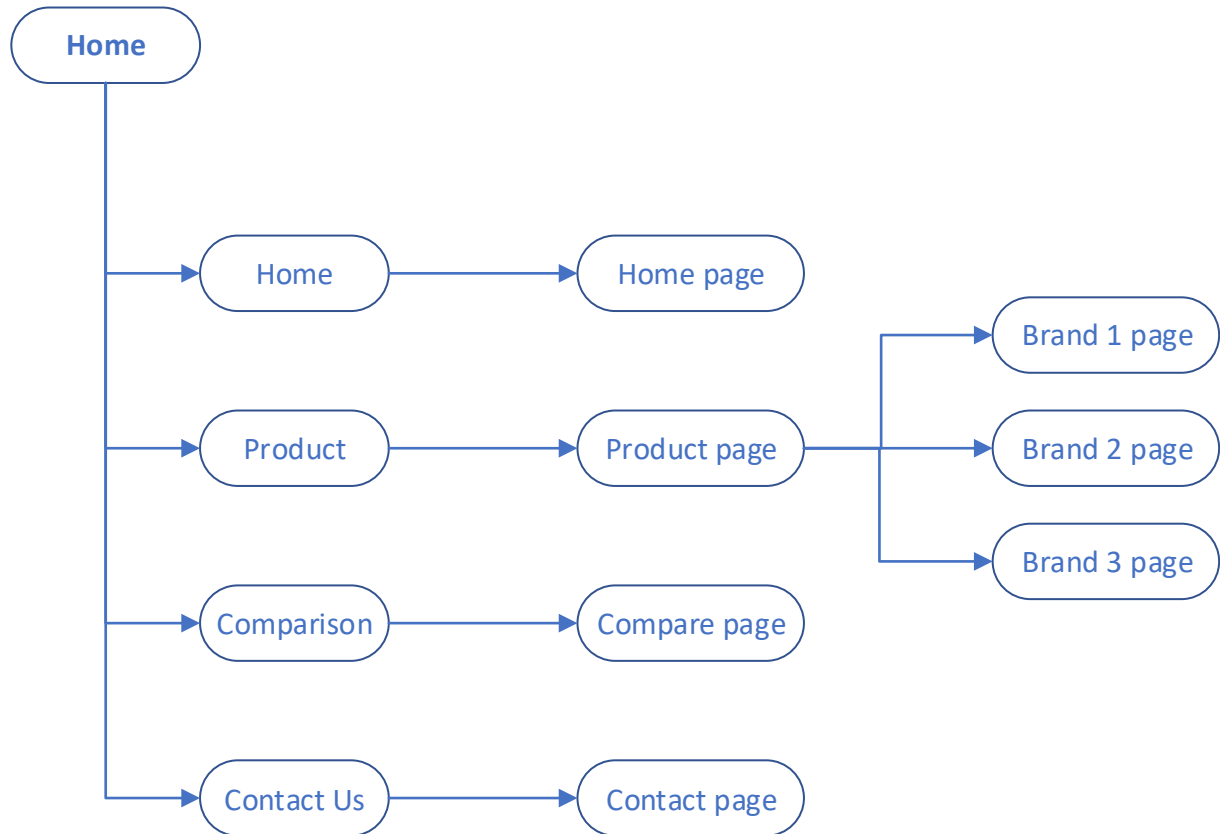 Home
Home
Home page
Brand 1 page
Product
Product page
Brand 2 page
Brand 3 page
Comparison
Compare page
Contact Us
Contact page